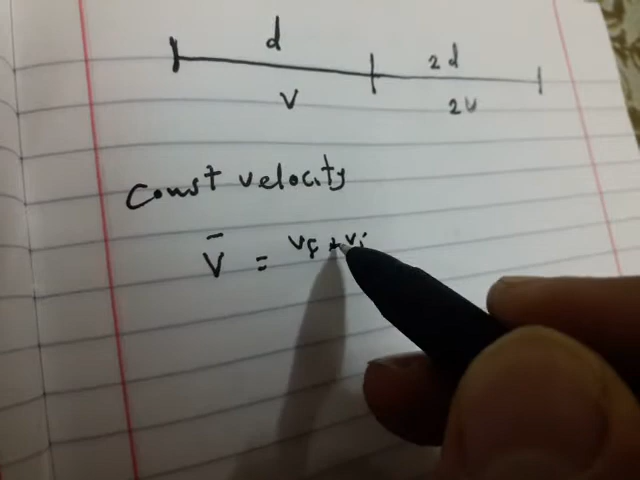 d 2d
v 2v
Const velocity
v̄ = vf + vi